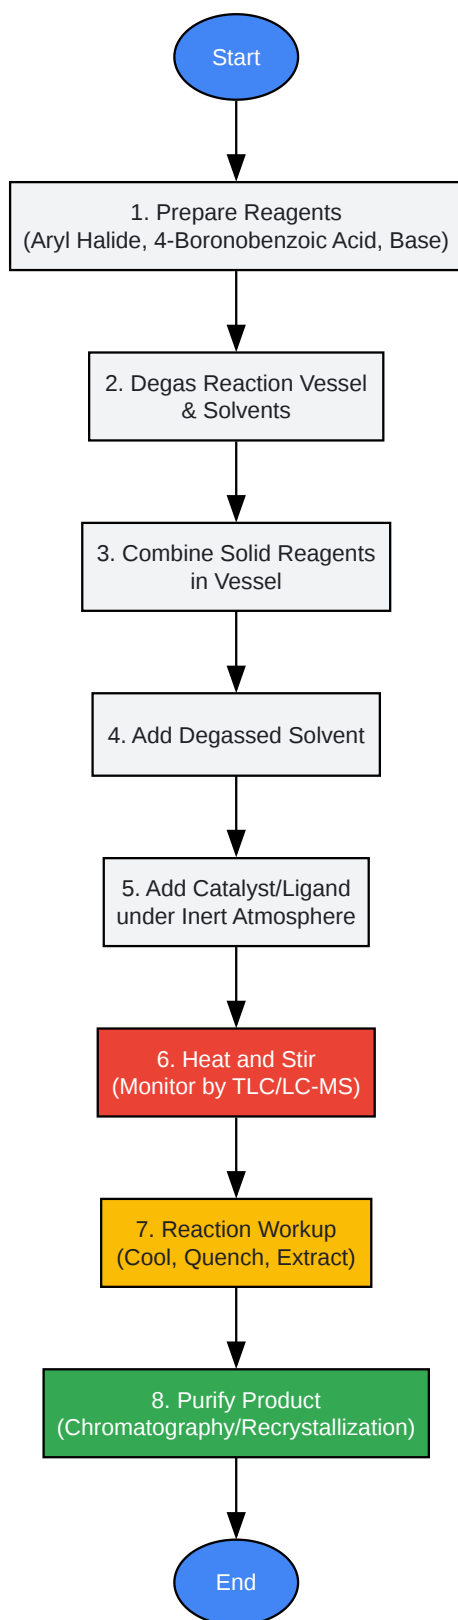 Start
1. Prepare Reagents
(Aryl Halide, 4-Boronobenzoic Acid, Base)
2. Degas Reaction Vessel
& Solvents
3. Combine Solid Reagents
in Vessel
4. Add Degassed Solvent
5. Add Catalyst/Ligand
under Inert Atmosphere
6. Heat and Stir
(Monitor by TLC/LC-MS)
7. Reaction Workup
(Cool, Quench, Extract)
8. Purify Product
(Chromatography/Recrystallization)
End